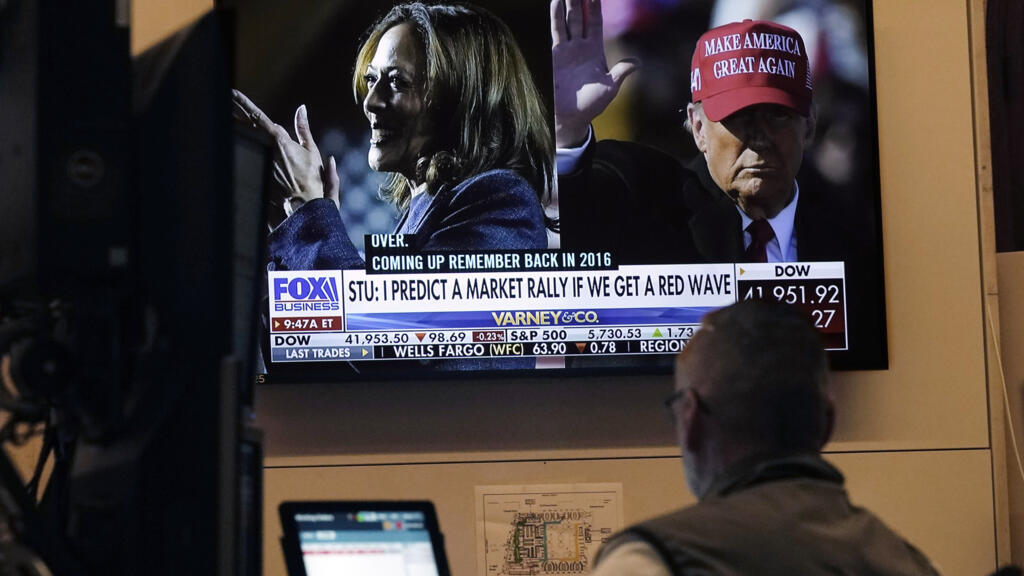 MAKE AMERICA
GREAT AGAIN
OVER.
COMING UP REMEMBER BACK IN 2016
FOX
BUSINESS
9:47A ET
STU: I PREDICT A MARKET RALLY IF WE GET A RED WAVE
VARNEY & CO.
DOW
41,951.92
27
DOW 41,953.50 98.69 -0.23% S&P 500 5,730.53 1.73
LAST TRADES WELLS FARGO (WFC) 63.90 0.78 REGION
25